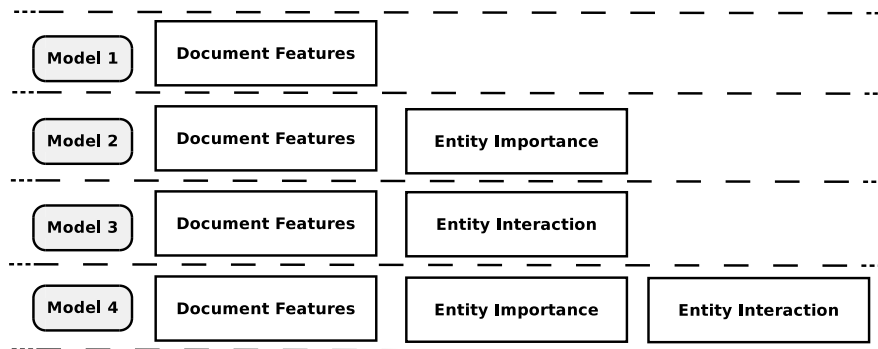 Model 1 Document Features
Model 2 Document Features Entity Importance
Model 3 Document Features Entity Interaction
Model 4 Document Features Entity Importance Entity Interaction